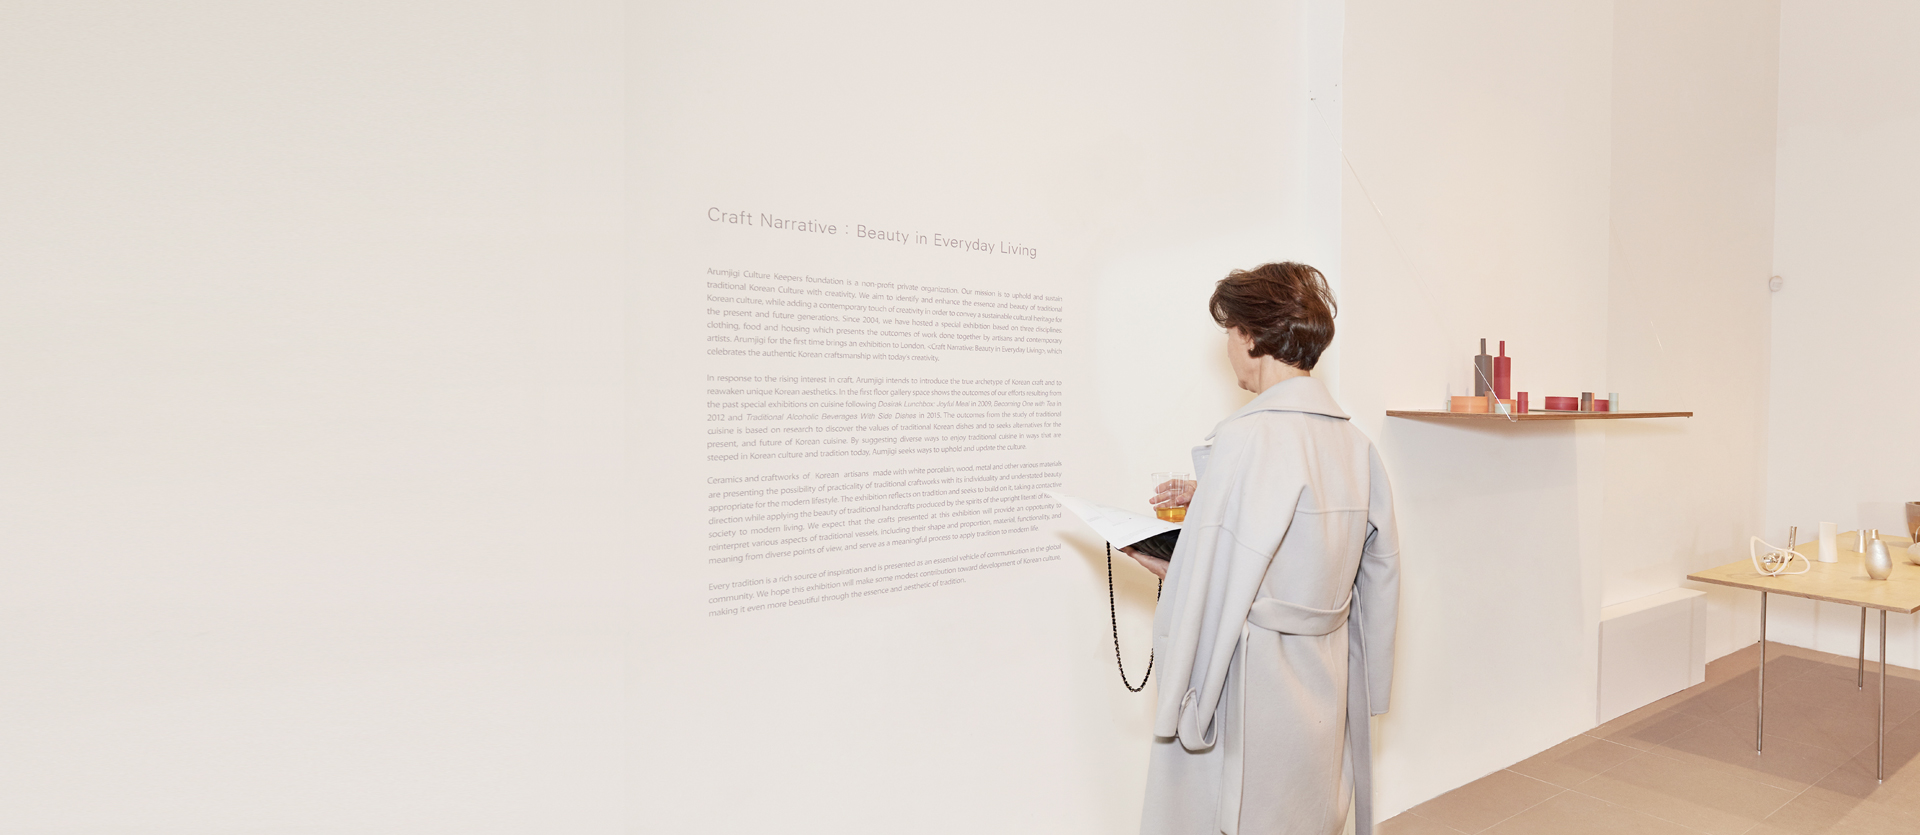 Craft Narrative : Beauty in Everyday Living
Arumjigi Culture Keepers foundation is a non-profit private organization. Our mission is to uphold and sustain
traditional Korean Culture with creativity. We aim to identify and enhance the essence and beauty of traditional
Korean culture, while adding a contemporary touch of creativity in order to convey a sustainable cultural heritage for
the present and future generations. Since 2004, we have hosted a special exhibition based on three disciplines:
clothing, food and housing which presents the outcomes of work done together by artisans and contemporary
artists. Arumjigi for the first time brings an exhibition to London, <Craft Narrative: Beauty in Everyday Living>, which
celebrates the authentic Korean craftsmanship with today's creativity.
In response to the rising interest in craft, Arumjigi intends to introduce the true archetype of Korean craft and to
reawaken unique Korean aesthetics. In the first floor gallery space shows the outcomes of our efforts resulting from
the past special exhibitions on cuisine following Dosirak Lunchbox: Joyful Meal in 2009, Becoming One with Tea in
2012 and Traditional Alcoholic Beverages With Side Dishes in 2015. The outcomes from the study of traditional
cuisine is based on research to discover the values of traditional Korean dishes and to seeks alternatives for the
present, and future of Korean cuisine. By suggesting diverse ways to enjoy traditional cuisine in ways that are
steeped in Korean culture and tradition today, Aumjigi seeks ways to uphold and update the culture.
Ceramics and craftworks of Korean artisans made with white porcelain, wood, metal and other various materials
are presenting the possibility of practicality of traditional craftworks with its individuality and understated beauty
appropriate for the modern lifestyle. The exhibition reflects on tradition and seeks to build on it, taking a
direction while applying the beauty of traditional handcrafts produced by the spirits of the upright literati of
society to modern living. We expect that the crafts presented at this exhibition will provide an opportunity to
reinterpret various aspects of traditional vessels, including their shape and proportion, material, functionality, and
meaning from diverse points of view, and serve as a meaningful process to apply tradition to modern life.
Every tradition is a rich source of inspiration and is presented as an essential vehicle of communication in the global
community. We hope this exhibition will make some modest contribution toward development of Korean culture,
making it even more beautiful through the essence and aesthetic of tradition.